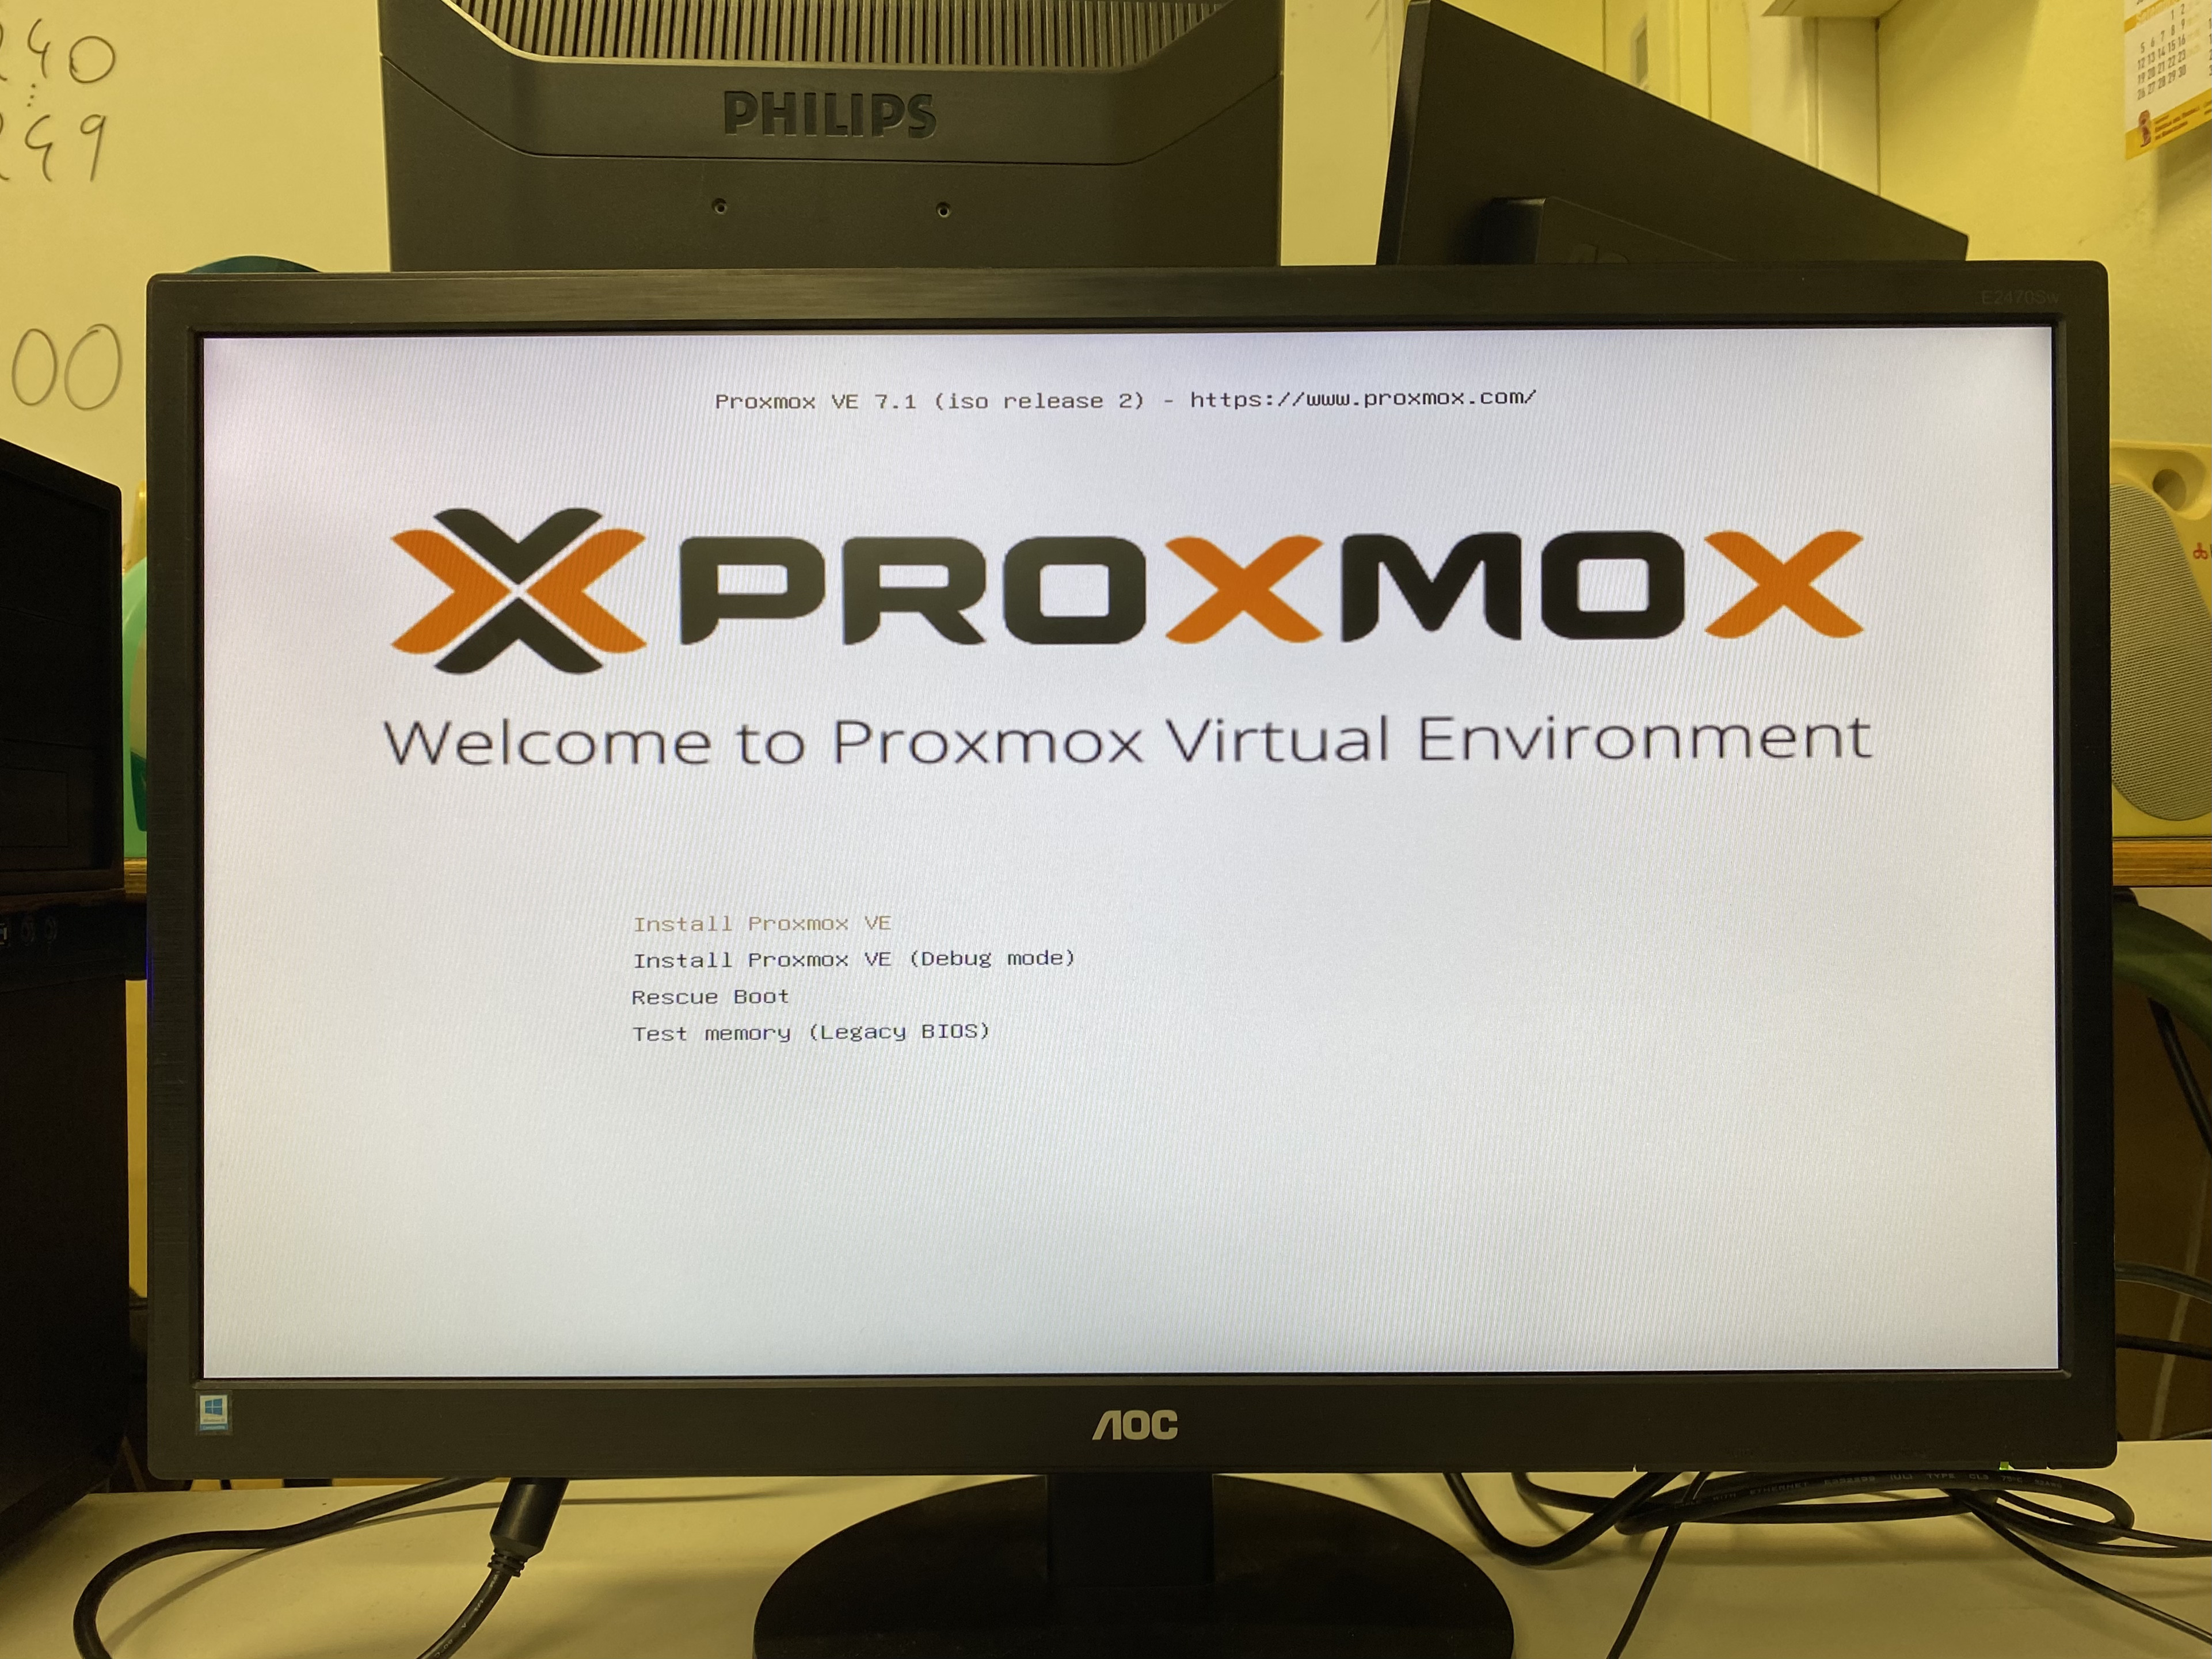 PHILIPS
E2470Sw
Proxmox VE 7.1 (iso release 2) - https://www.proxmox.com/
PROXMOX
Welcome to Proxmox Virtual Environment
Install Proxmox VE
Install Proxmox VE (Debug mode)
Rescue Boot
Test memory (Legacy BIOS)
AOC